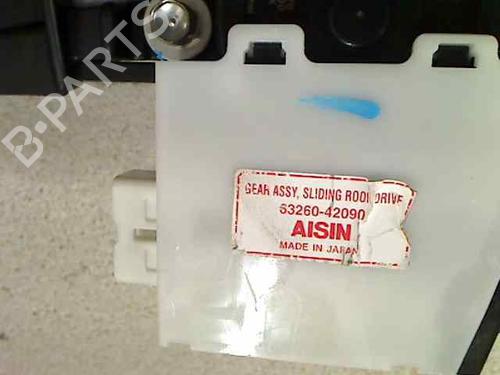 B-PARTS
GEAR ASSY, SLIDING ROOF DRIVE
63260-42090
AISIN
MADE IN JAPAN